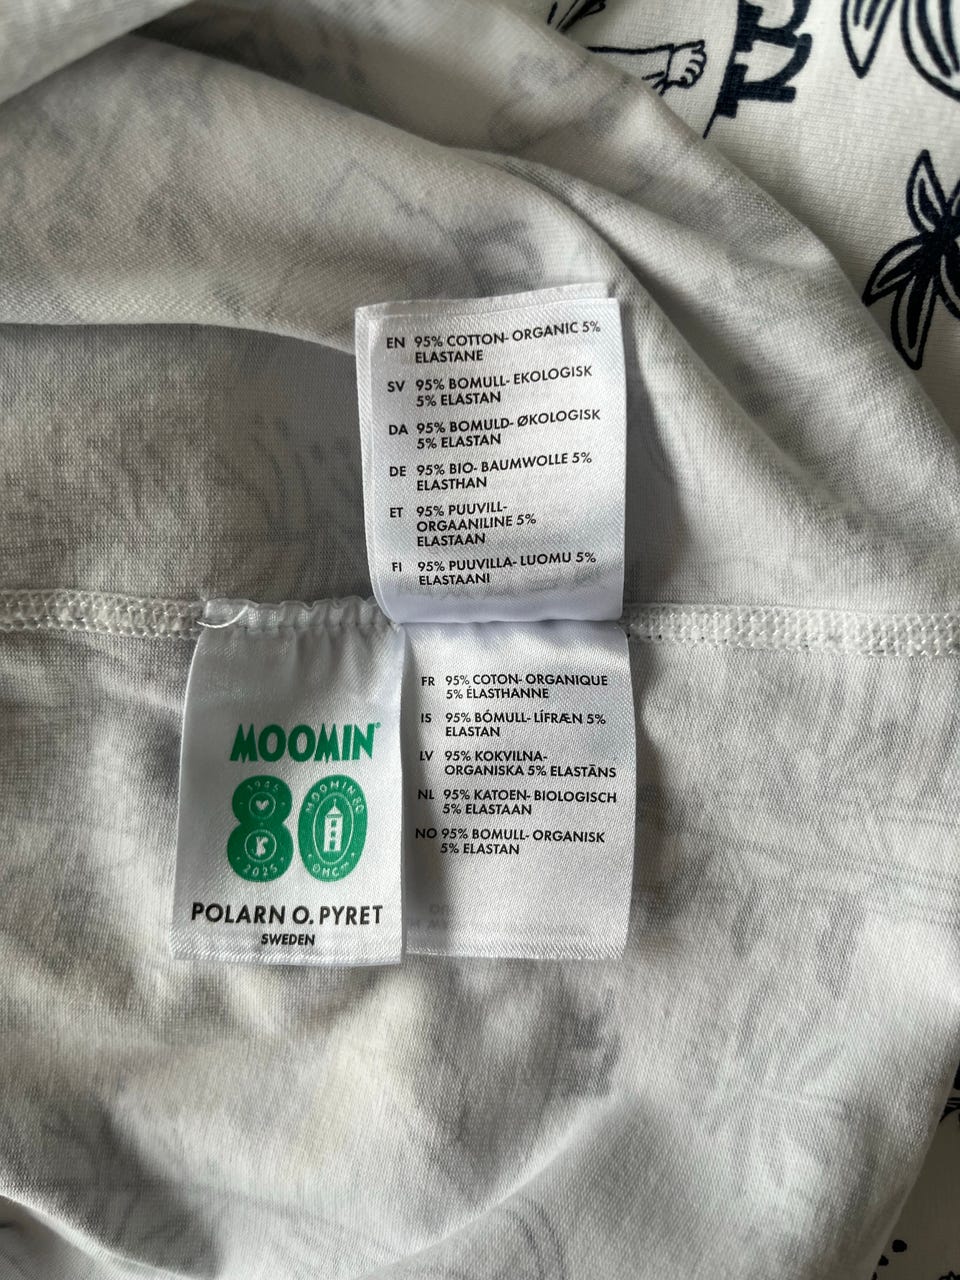 EN 95% COTTON- ORGANIC 5%
ELASTANE
SV 95% BOMULL- EKOLOGISK
5% ELASTAN
DA 95% BOMULD- ØKOLOGISK
5% ELASTAN
DE 95% BIO- BAUMWOLLE 5%
ELASTHAN
ET 95% PUUVILL-
ORGAANILINE 5%
ELASTAAN
FI 95% PUUVILLA- LUOMU 5%
ELASTAANI
FR 95% COTON- ORGANIQUE
5% ÉLASTHANNE
IS 95% BÓMULL- LÍFRÆN 5%
ELASTAN
LV 95% KOKVILNA-
ORGANISKA 5% ELASTĀNS
NL 95% KATOEN- BIOLOGISCH
5% ELASTAAN
NO 95% BOMULL- ORGANISK
5% ELASTAN
MOOMIN®
80
1945
2025
MOOMIN 80
©MC™
POLARN O. PYRET
SWEDEN